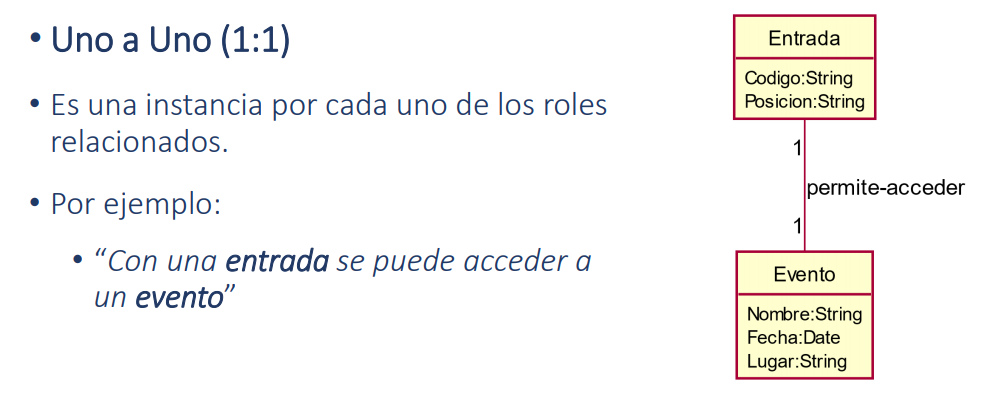 • Uno a Uno (1:1)
• Es una instancia por cada uno de los roles
relacionados.
• Por ejemplo:
• “Con una entrada se puede acceder a
un evento”
Entrada
Codigo:String
Posicion:String
1
permite-acceder
1
Evento
Nombre:String
Fecha:Date
Lugar:String